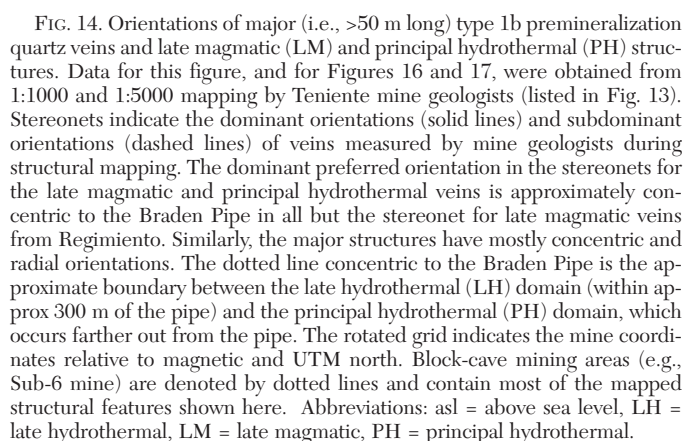 FIG. 14. Orientations of major (i.e., >50 m long) type 1b premineralization
quartz veins and late magmatic (LM) and principal hydrothermal (PH) struc-
tures. Data for this figure, and for Figures 16 and 17, were obtained from
1:1000 and 1:5000 mapping by Teniente mine geologists (listed in Fig. 13).
Stereonets indicate the dominant orientations (solid lines) and subdominant
orientations (dashed lines) of veins measured by mine geologists during
structural mapping. The dominant preferred orientation in the stereonets for
the late magmatic and principal hydrothermal veins is approximately con-
centric to the Braden Pipe in all but the stereonet for late magmatic veins
from Regimiento. Similarly, the major structures have mostly concentric and
radial orientations. The dotted line concentric to the Braden Pipe is the ap-
proximate boundary between the late hydrothermal (LH) domain (within ap-
prox 300 m of the pipe) and the principal hydrothermal (PH) domain, which
occurs farther out from the pipe. The rotated grid indicates the mine coordi-
nates relative to magnetic and UTM north. Block-cave mining areas (e.g.,
Sub-6 mine) are denoted by dotted lines and contain most of the mapped
structural features shown here. Abbreviations: asl = above sea level, LH =
late hydrothermal, LM = late magmatic, PH = principal hydrothermal.